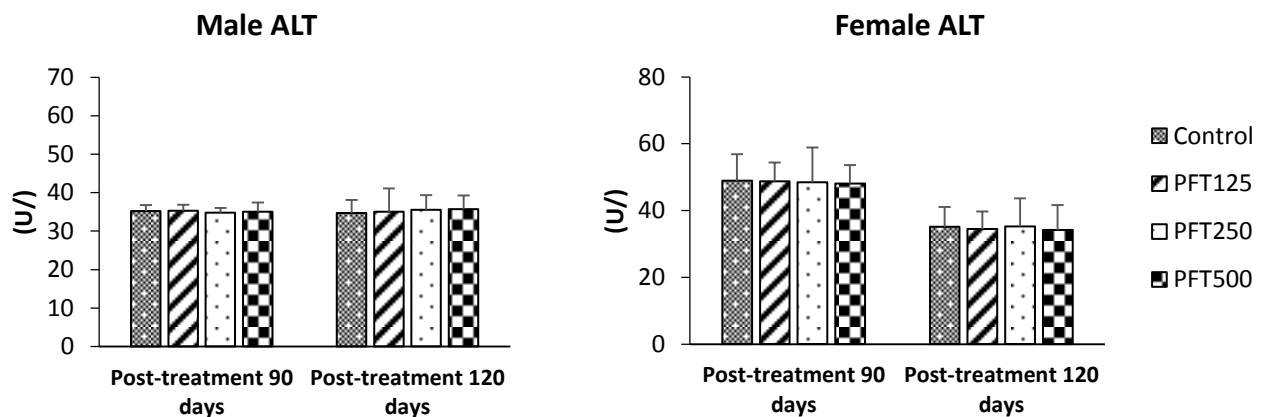 Male ALT
70
60
50
40
30
20
10
0
(U/)
Post-treatment 90
days
Post-treatment 120
days
Female ALT
80
60
40
20
0
(U/)
Post-treatment 90
days
Post-treatment 120
days
Control
PFT125
PFT250
PFT500